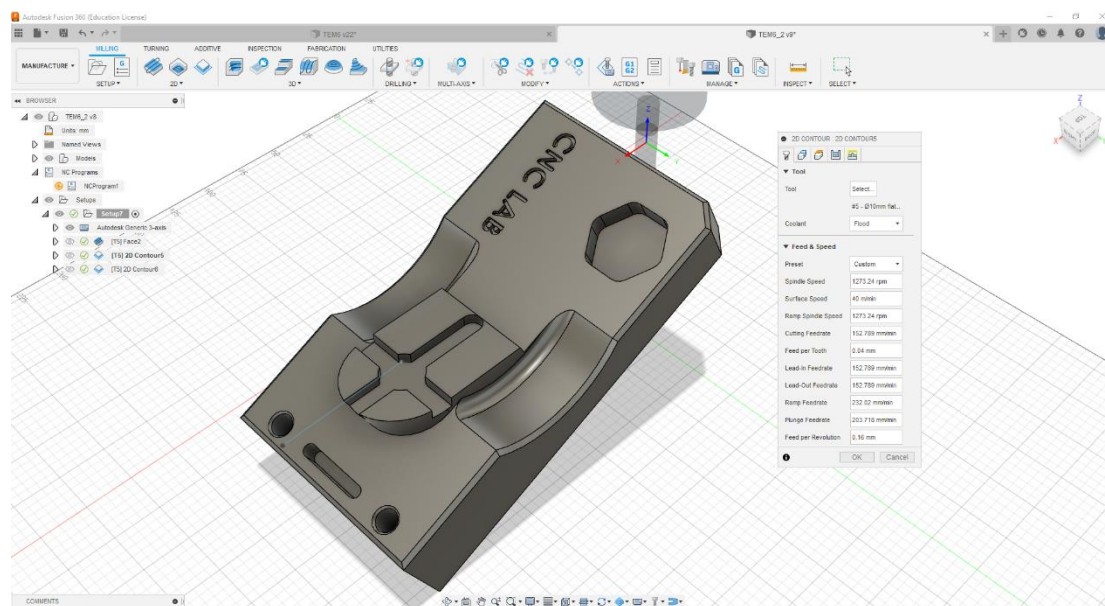 Autodesk Fusion 360 (Education License)
TEM6 v22*
TEM6_2 v9*
MILLING TURNING ADDITIVE INSPECTION FABRICATION UTILITIES
MANUFACTURE
SETUP 2D 3D DRILLING MULTI-AXIS MODIFY ACTIONS MANAGE INSPECT SELECT
G1
G2
BROWSER
TEM6_2 v8
Units: mm
Named Views
Models
NC Programs
NCProgram1
Setups
Setup7
Autodesk Generic 3-axis
[T5] Face2
[T5] 2D Contour5
[T5] 2D Contour6
CNC LAB
Z
X
Y
Z
X
2D CONTOUR : 2D CONTOUR5
Tool
Tool Select...
#5 - Ø10mm flat...
Coolant Flood
Feed & Speed
Preset Custom
Spindle Speed 1273.24 rpm
Surface Speed 40 m/min
Ramp Spindle Speed 1273.24 rpm
Cutting Feedrate 152.789 mm/min
Feed per Tooth 0.04 mm
Lead-In Feedrate 152.789 mm/min
Lead-Out Feedrate 152.789 mm/min
Ramp Feedrate 232.02 mm/min
Plunge Feedrate 203.718 mm/min
Feed per Revolution 0.16 mm
OK Cancel
COMMENTS